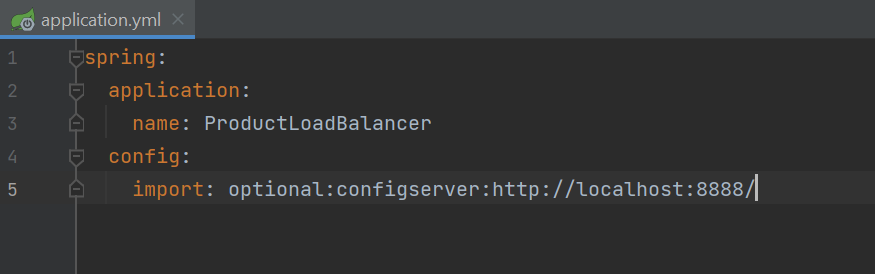 application.yml
1 spring:
2 application:
3 name: ProductLoadBalancer
4 config:
5 import: optional:configserver:http://localhost:8888/